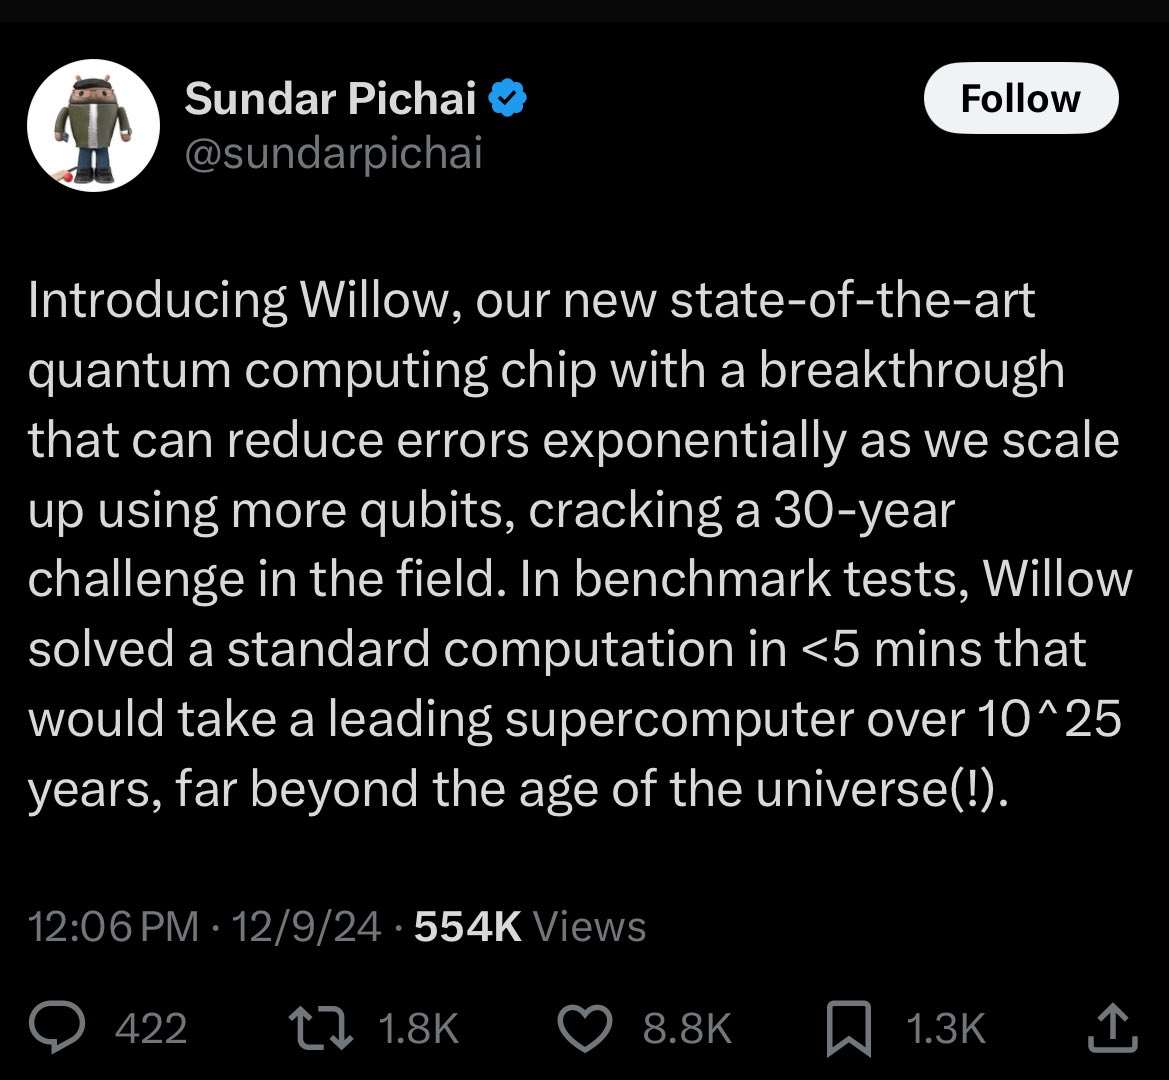 Sundar Pichai
Follow
@sundarpichai
Introducing Willow, our new state-of-the-art
quantum computing chip with a breakthrough
that can reduce errors exponentially as we scale
up using more qubits, cracking a 30-year
challenge in the field. In benchmark tests, Willow
solved a standard computation in <5 mins that
would take a leading supercomputer over 10^25
years, far beyond the age of the universe(!).
12:06 PM · 12/9/24 · 554K Views
422 1.8K 8.8K 1.3K